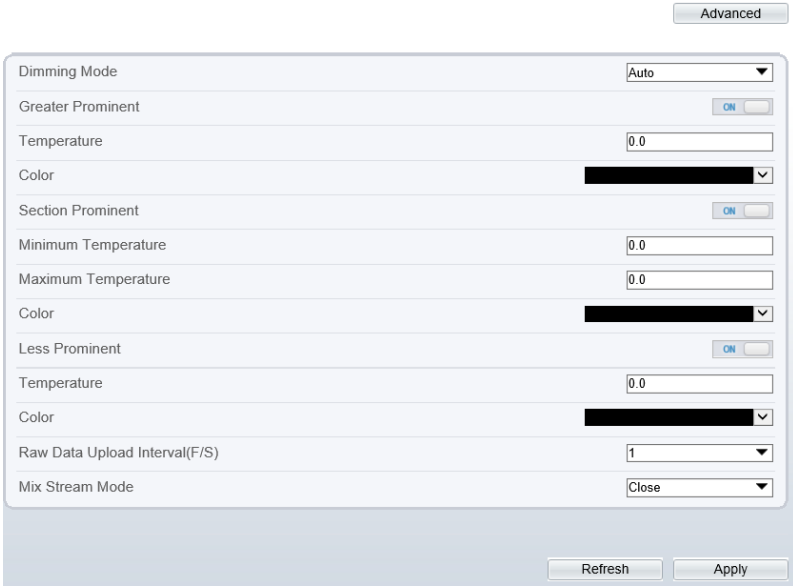 Advanced
Dimming Mode Auto
Greater Prominent ON
Temperature 0.0
Color
Section Prominent ON
Minimum Temperature 0.0
Maximum Temperature 0.0
Color
Less Prominent ON
Temperature 0.0
Color
Raw Data Upload Interval(F/S) 1
Mix Stream Mode Close
Refresh Apply